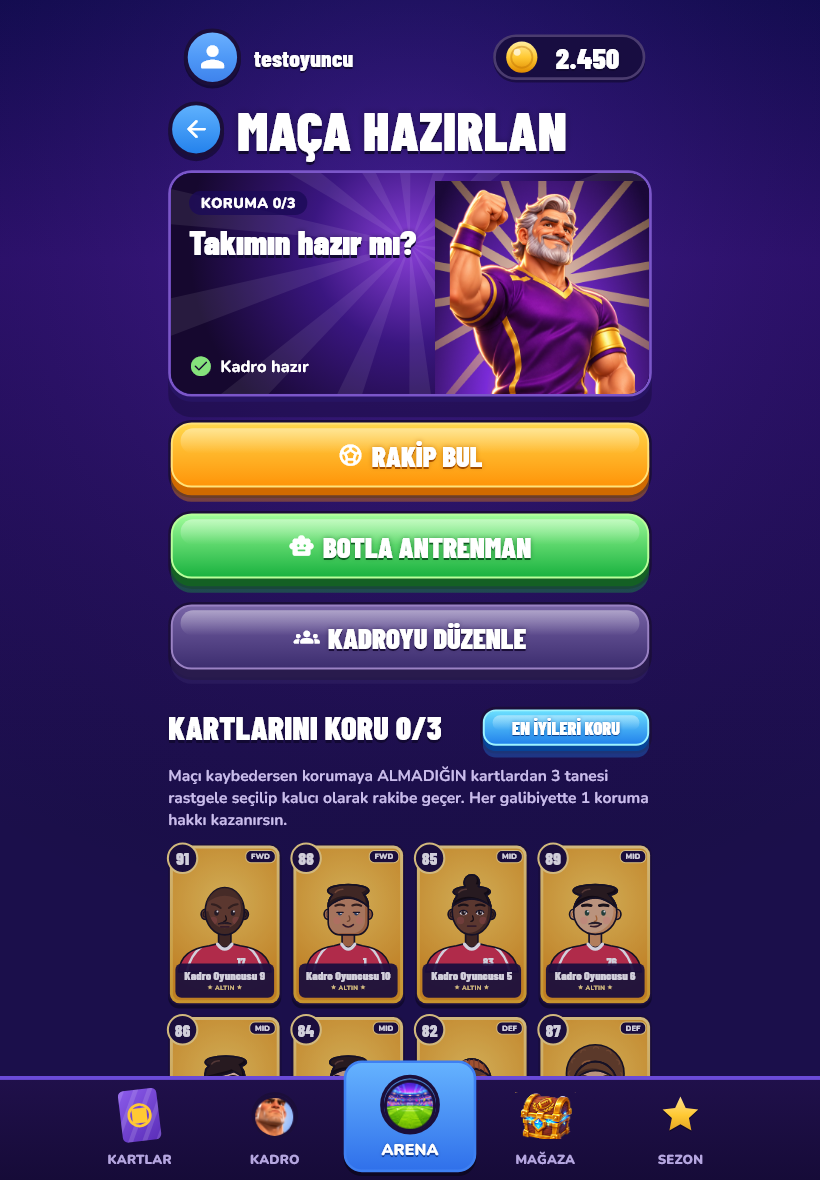 testoyuncu
2.450
MAÇA HAZIRLAN
KORUMA 0/3
Takımın hazır mı?
Kadro hazır
RAKİP BUL
BOTLA ANTRENMAN
KADROYU DÜZENLE
KARTLARINI KORU 0/3
EN İYİLERİ KORU
Maçı kaybedersen korumaya ALMADIĞIN kartlardan 3 tanesi
rastgele seçilip kalıcı olarak rakibe geçer. Her galibiyette 1 koruma
hakkı kazanırsın.
91 FWD
Kadro Oyuncusu 9
★ ALTIN ★
88 FWD
Kadro Oyuncusu 10
★ ALTIN ★
85 MID
Kadro Oyuncusu 5
★ ALTIN ★
89 MID
Kadro Oyuncusu 6
★ ALTIN ★
86 MID
84 MID
82 DEF
87 DEF
KARTLAR
KADRO
ARENA
MAĞAZA
SEZON